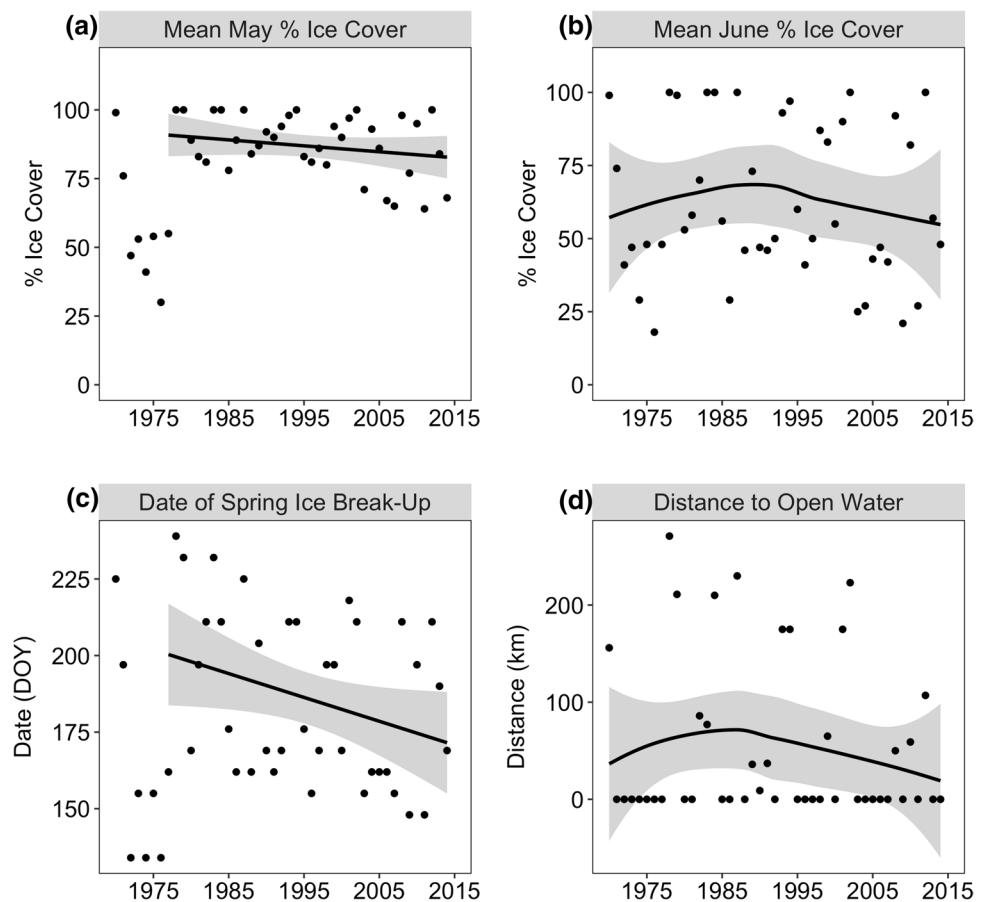 (a) Mean May % Ice Cover
% Ice Cover
100
75
50
25
0
1975 1985 1995 2005 2015
(b) Mean June % Ice Cover
% Ice Cover
100
75
50
25
0
1975 1985 1995 2005 2015
(c) Date of Spring Ice Break-Up
Date (DOY)
225
200
175
150
1975 1985 1995 2005 2015
(d) Distance to Open Water
Distance (km)
200
100
0
1975 1985 1995 2005 2015